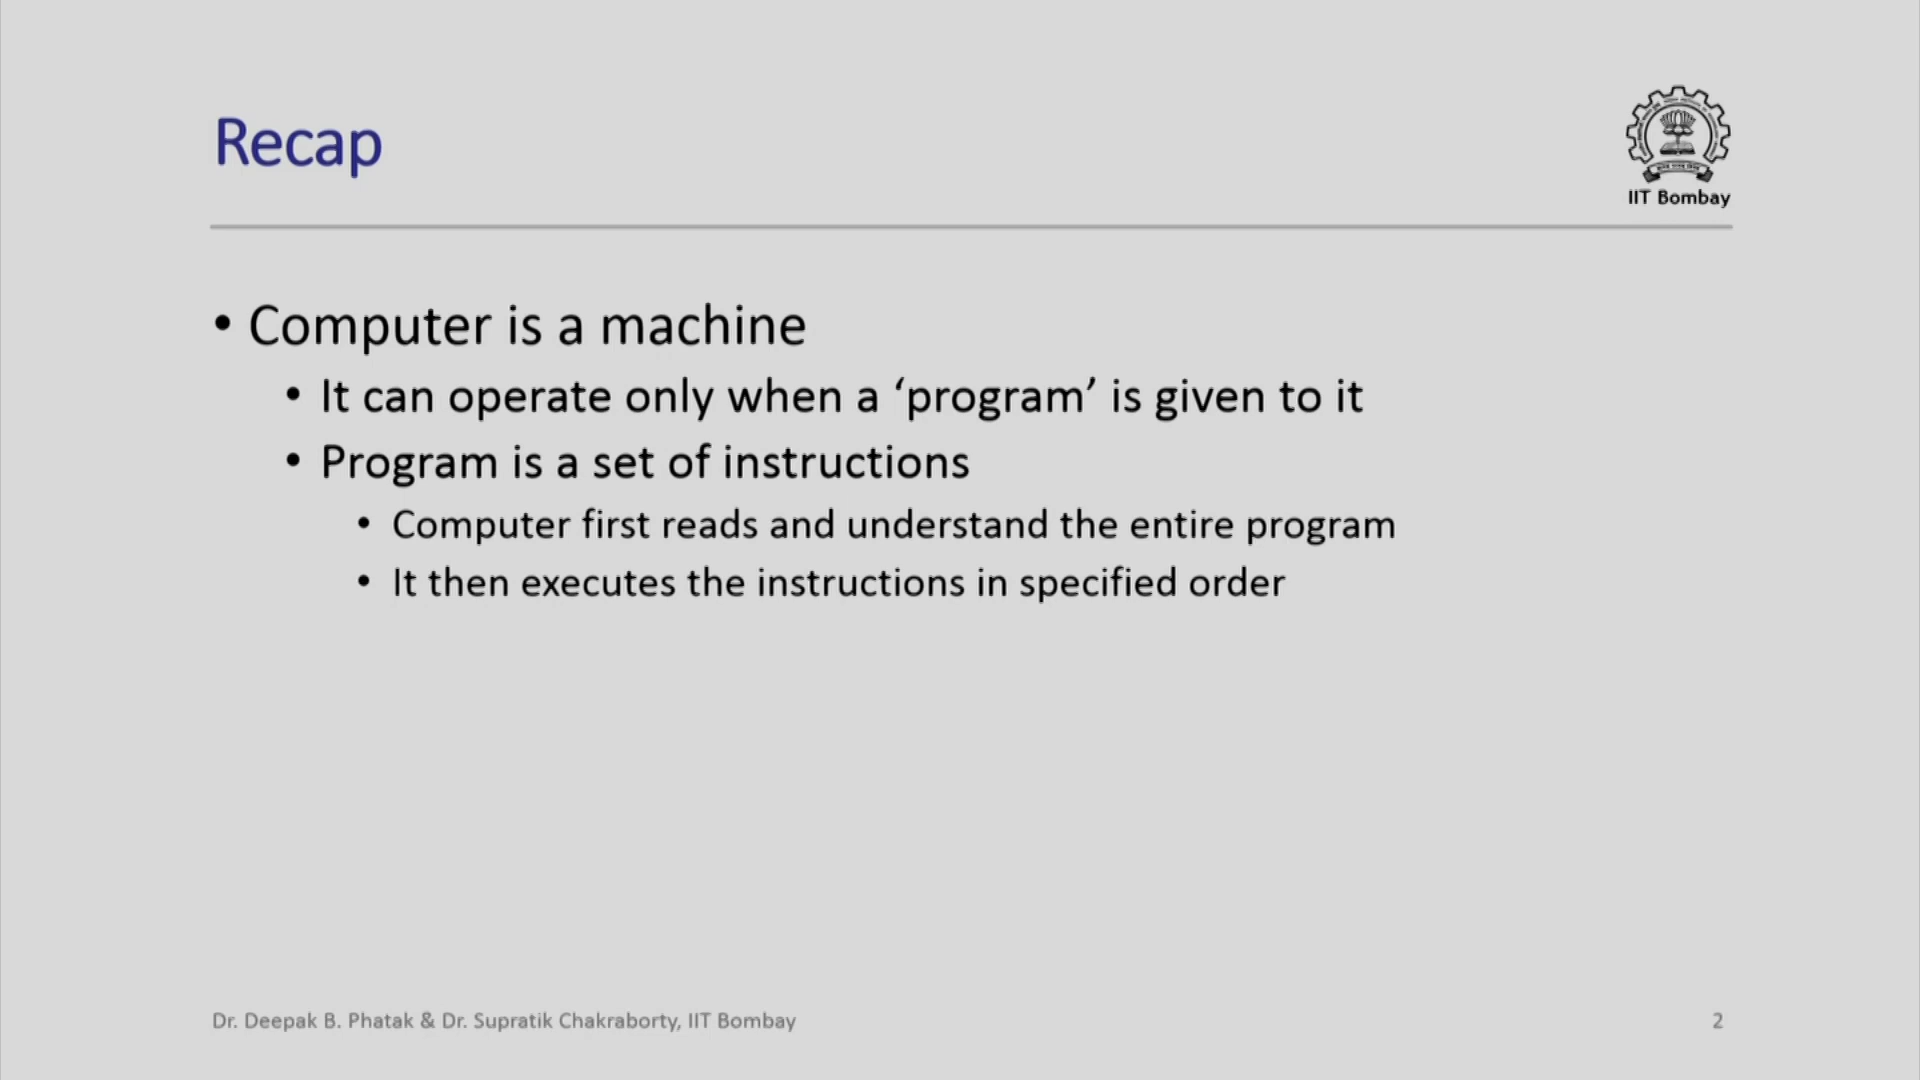 Recap
IIT Bombay
• Computer is a machine
• It can operate only when a ‘program’ is given to it
• Program is a set of instructions
• Computer first reads and understand the entire program
• It then executes the instructions in specified order
Dr. Deepak B. Phatak & Dr. Supratik Chakraborty, IIT Bombay
2